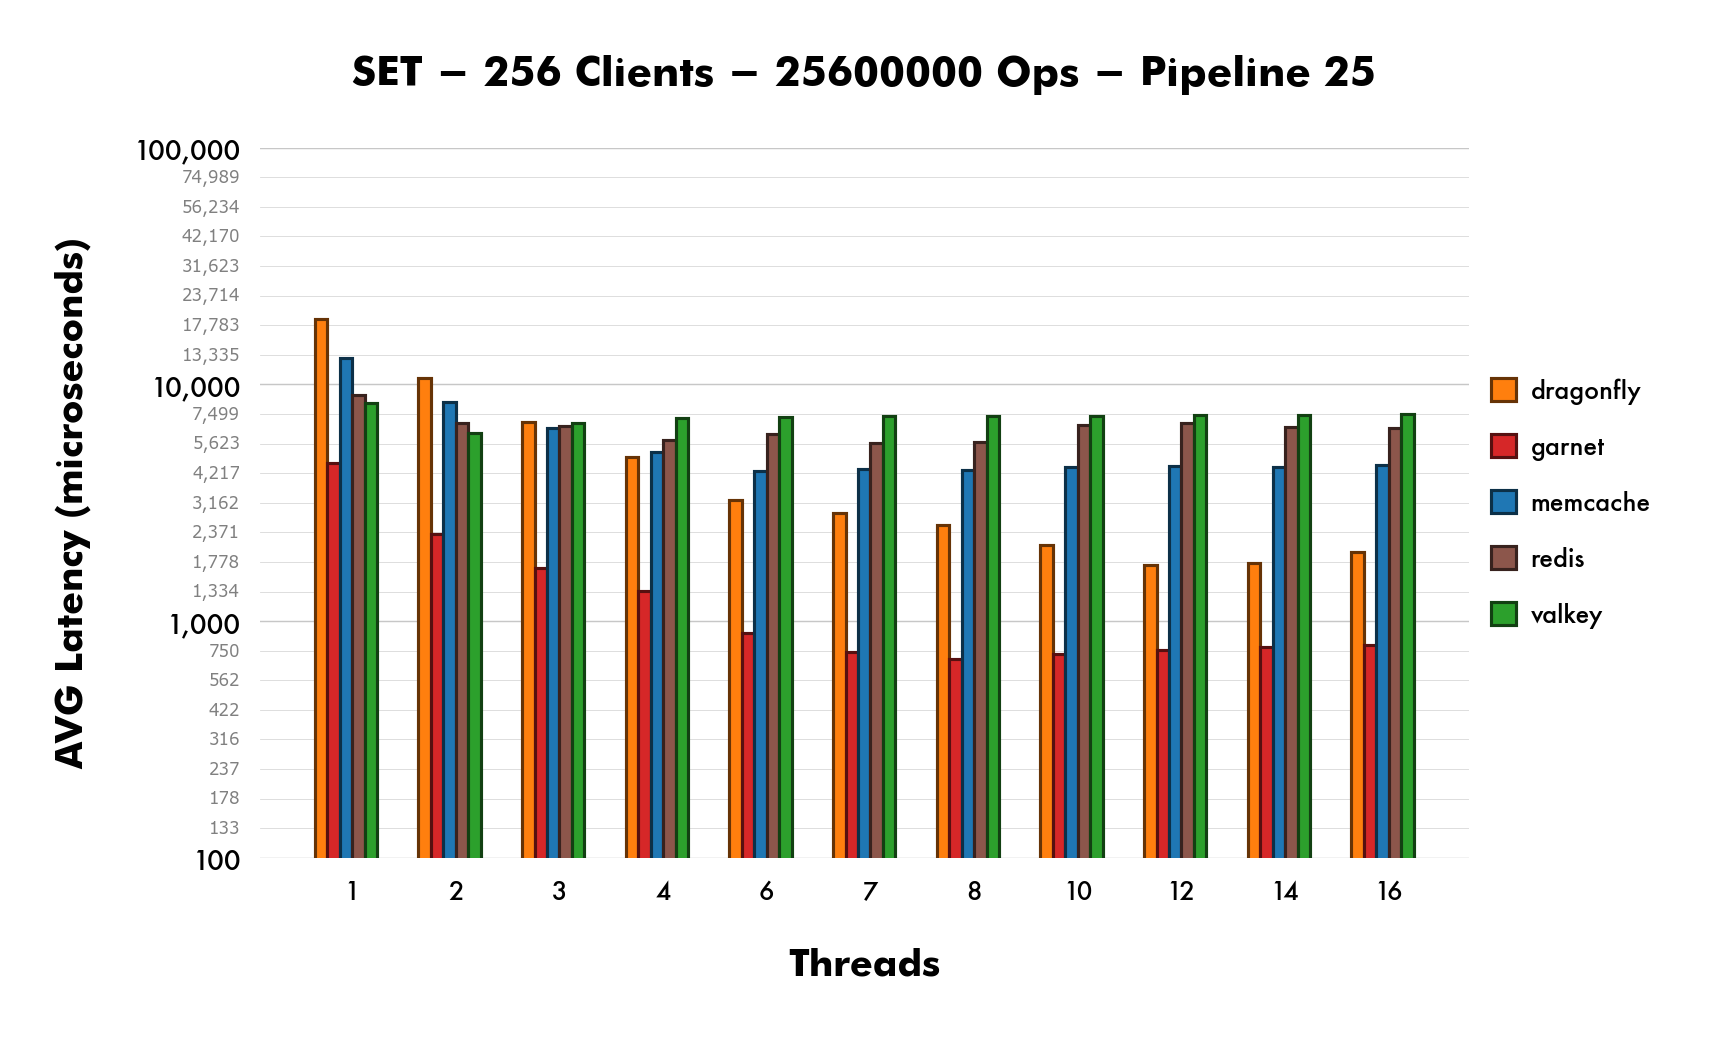 SET – 256 Clients – 25600000 Ops – Pipeline 25
AVG Latency (microseconds)
100,000
74,989
56,234
42,170
31,623
23,714
17,783
13,335
10,000
7,499
5,623
4,217
3,162
2,371
1,778
1,334
1,000
750
562
422
316
237
178
133
100
1 2 3 4 6 7 8 10 12 14 16
Threads
dragonfly
garnet
memcache
redis
valkey